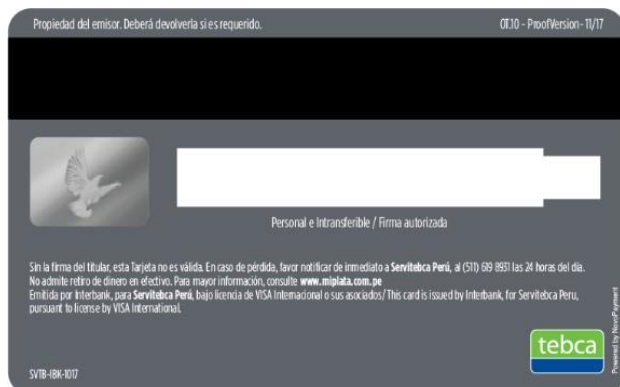 Propiedad del emisor. Deberá devolverla si es requerido.
OT.10 - ProofVersion - 11/17
Personal e Intransferible / Firma autorizada
Sin la firma del titular, esta Tarjeta no es válida. En caso de pérdida, favor notificar de inmediato a Servitebca Perú, al (511) 619 8931 las 24 horas del día.
No admite retiro de dinero en efectivo. Para mayor información, consulte www.miplata.com.pe
Emitida por Interbank, para Servitebca Perú, bajo licencia de VISA Internacional o sus asociados/ This card is issued by Interbank, for Servitebca Peru,
pursuant to license by VISA International.
tebca
Powered by NovoPayment
SVTB-IBK-1017